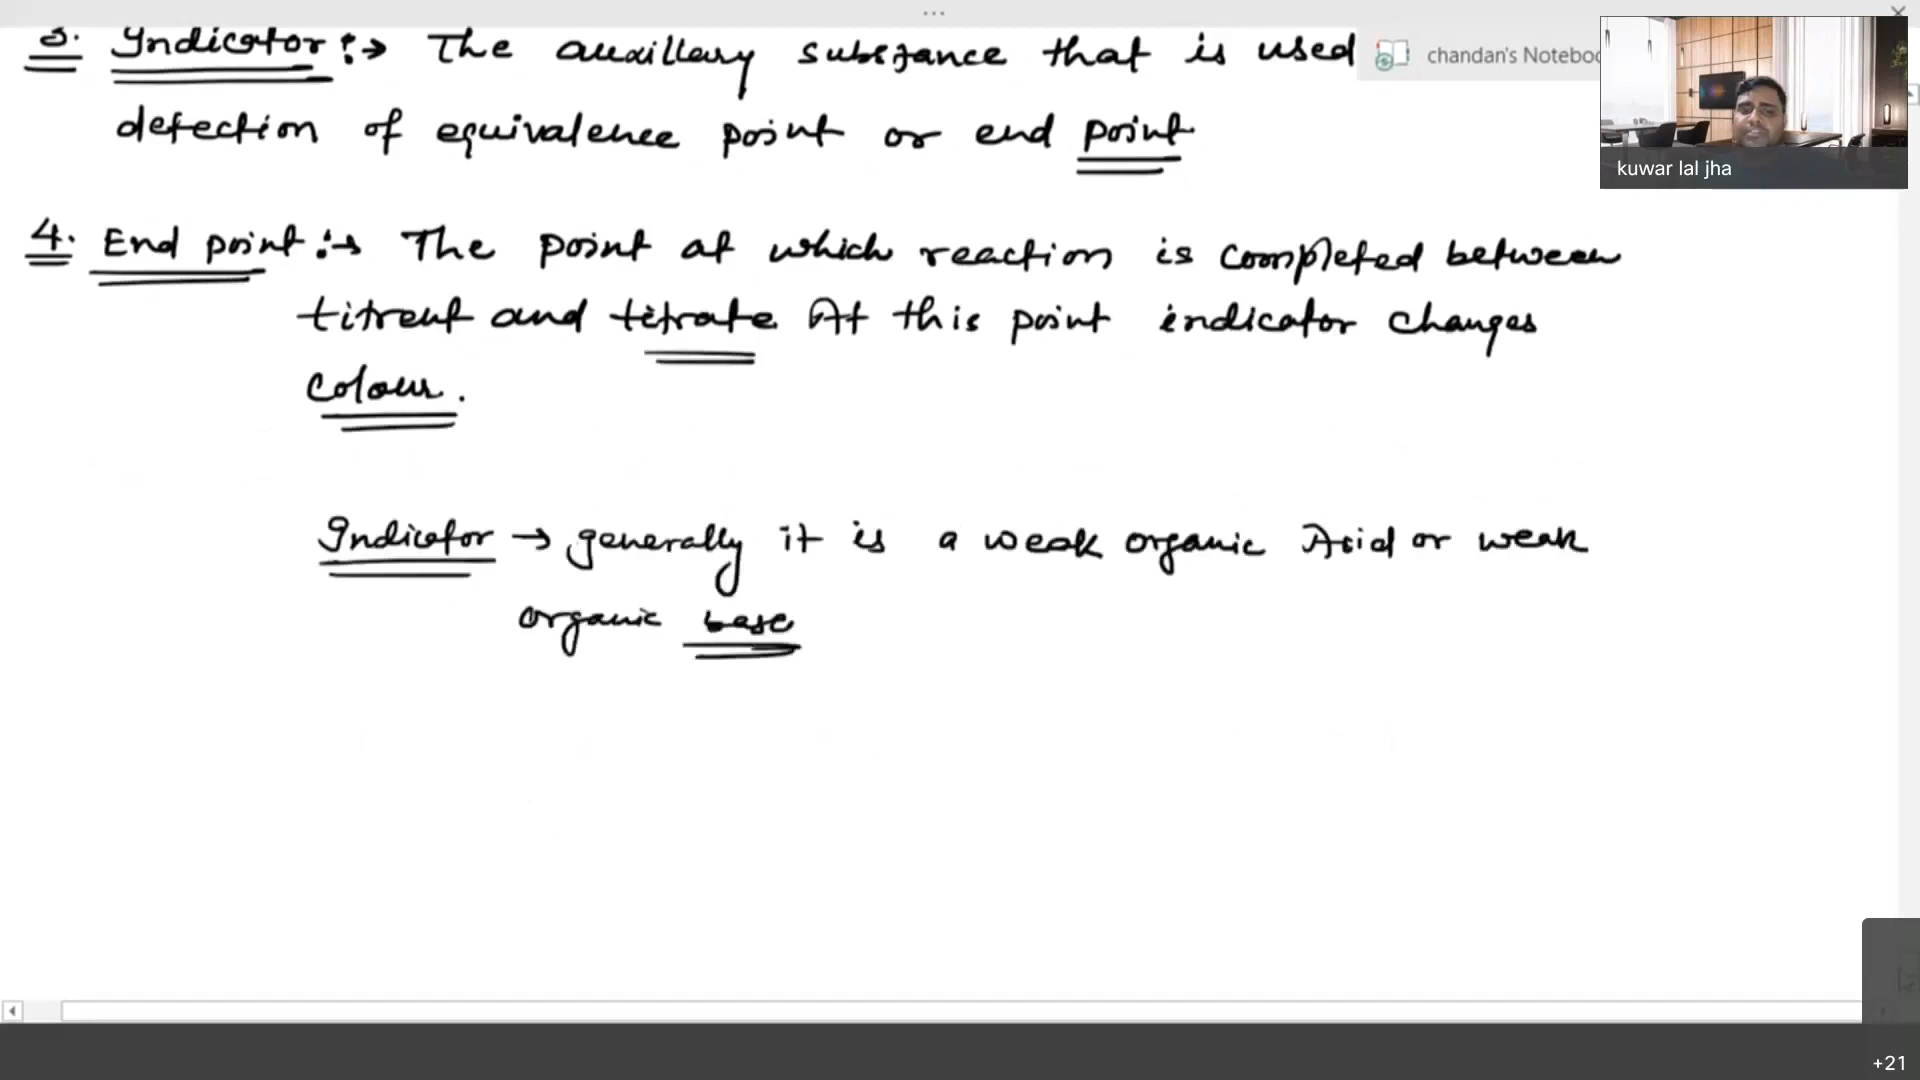 3. Indicator :→ The auxillary substance that is used
chandan's Noteboo
detection of equivalence point or end point
kuwar lal jha
4. End point :→ The point at which reaction is completed between
titrent and titrate At this point indicator changes
Colour.
Indicator → generally it is a weak organic Acid or weak
organic base
+21